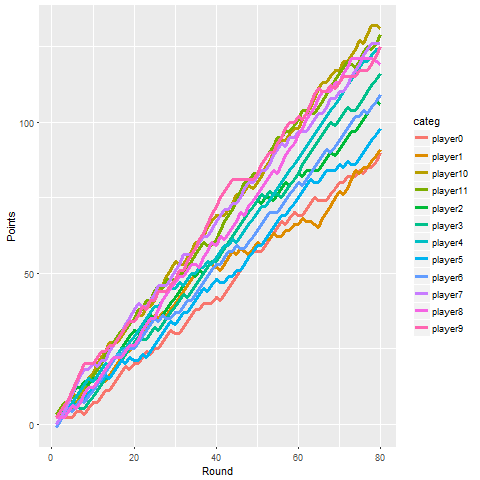 100
50
0
Points
0
20
40
60
80
Round
categ
player0
player1
player10
player11
player2
player3
player4
player5
player6
player7
player8
player9